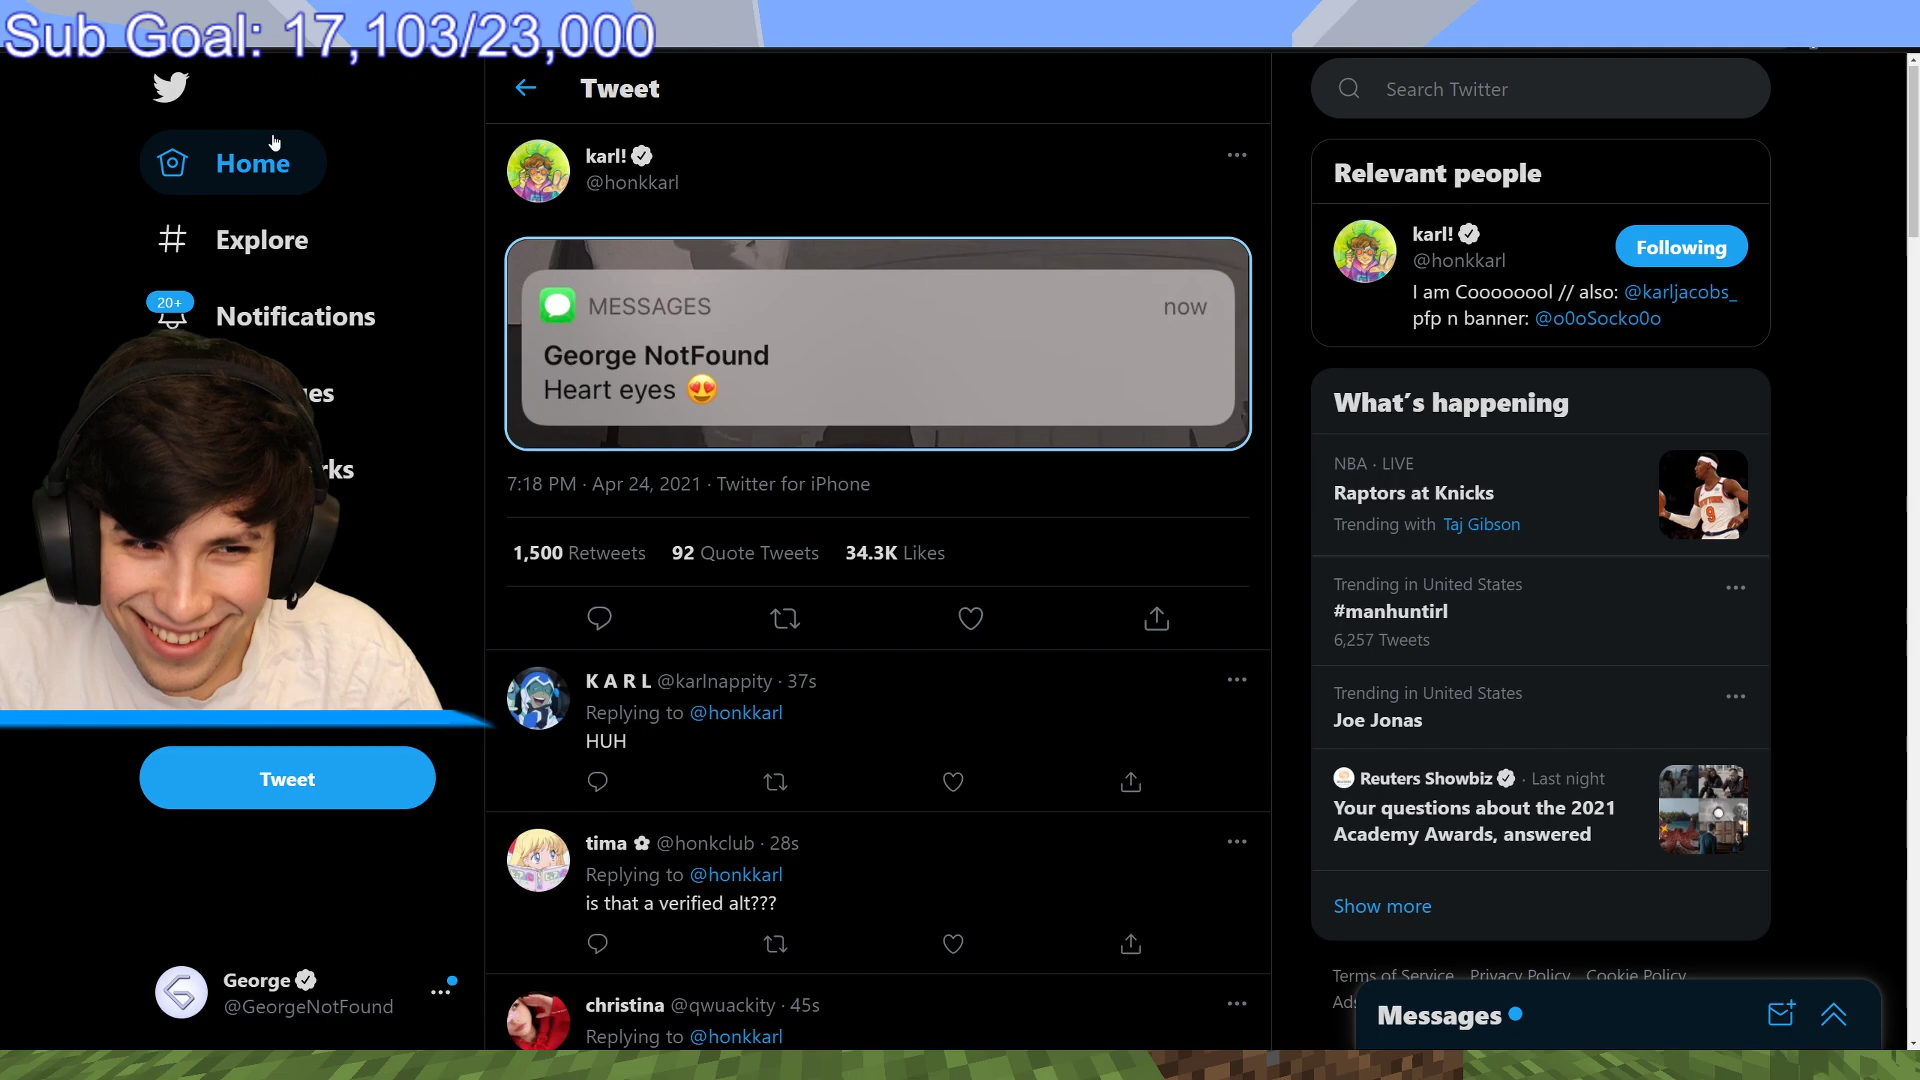 Sub Goal: 17,103/23,000
Home
Explore
20+
Notifications
es
rks
Tweet
George
@GeorgeNotFound
Tweet
karl!
@honkkarl
MESSAGES
now
George NotFound
Heart eyes 😍
7:18 PM · Apr 24, 2021 · Twitter for iPhone
1,500 Retweets 92 Quote Tweets 34.3K Likes
K A R L @karlnappity · 37s
Replying to @honkkarl
HUH
tima ✿ @honkclub · 28s
Replying to @honkkarl
is that a verified alt???
christina @qwuackity · 45s
Replying to @honkkarl
Search Twitter
Relevant people
karl!
@honkkarl
Following
I am Cooooool // also: @karljacobs_
pfp n banner: @o0oSocko0o
What's happening
NBA · LIVE
Raptors at Knicks
Trending with Taj Gibson
9
Trending in United States
#manhuntirl
6,257 Tweets
Trending in United States
Joe Jonas
Reuters Showbiz · Last night
Your questions about the 2021
Academy Awards, answered
Show more
Terms of Service Privacy Policy Cookie Policy
Ads
Messages